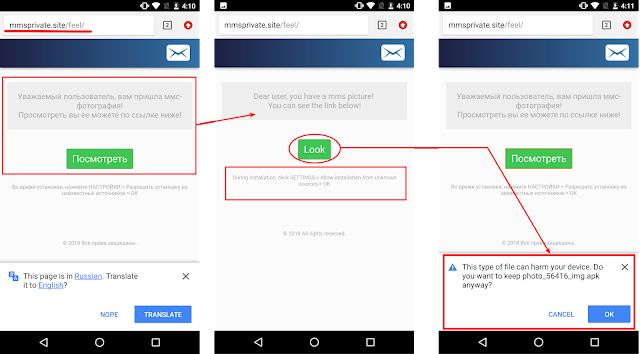 4:10
mmsprivate.site/feel/
2
Уважаемый пользователь, вам пришла ммс-
фотография!
Просмотреть вы ее можете по ссылке ниже!
Посмотреть
Во время установки, нажмите НАСТРОЙКИ-> Разрешить установку из
неизвестных источников-> OK
© 2018 Все права защищены.
This page is in Russian. Translate
it to English?
NOPE
TRANSLATE
4:10
mmsprivate.site/feel/
2
Dear user, you have a mms picture!
You can see the link below!
Look
During installation, click SETTINGS-> Allow installation from unknown
sources-> OK
© 2018 All rights reserved.
4:11
mmsprivate.site/feel/
2
Уважаемый пользователь, вам пришла ммс-
фотография!
Просмотреть вы ее можете по ссылке ниже!
Посмотреть
Во время установки, нажмите НАСТРОЙКИ-> Разрешить установку из
неизвестных источников-> OK
© 2018 Все права защищены.
This type of file can harm your device. Do
you want to keep photo_56416_img.apk
anyway?
CANCEL
OK